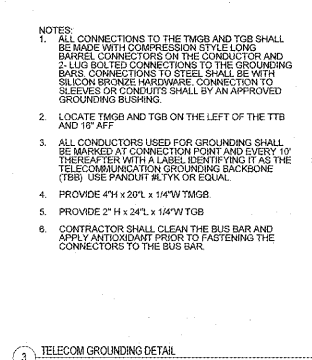 NOTES:
1. ALL CONNECTIONS TO THE TMGB AND TGB SHALL
BE MADE WITH COMPRESSION STYLE LONG
BARREL CONNECTORS ON THE CONDUCTOR AND
2- LUG BOLTED CONNECTIONS TO THE GROUNDING
BARS. CONNECTIONS TO STEEL SHALL BE WITH
SILICON BRONZE HARDWARE. CONNECTION TO
SLEEVES OR CONDUITS SHALL BY AN APPROVED
GROUNDING BUSHING.
2. LOCATE TMGB AND TGB ON THE LEFT OF THE TTB
AND 16" AFF
3. ALL CONDUCTORS USED FOR GROUNDING SHALL
BE MARKED AT CONNECTION POINT AND EVERY 10'
THEREAFTER WITH A LABEL IDENTIFYING IT AS THE
TELECOMMUNICATION GROUNDING BACKBONE
(TBB) USE PANDUIT #LTYK OR EQUAL.
4. PROVIDE 4"H x 20"L x 1/4"W TMGB.
5. PROVIDE 2" H x 24"L x 1/4"W TGB
6. CONTRACTOR SHALL CLEAN THE BUS BAR AND
APPLY ANTIOXIDANT PRIOR TO FASTENING THE
CONNECTORS TO THE BUS BAR.
3 TELECOM GROUNDING DETAIL